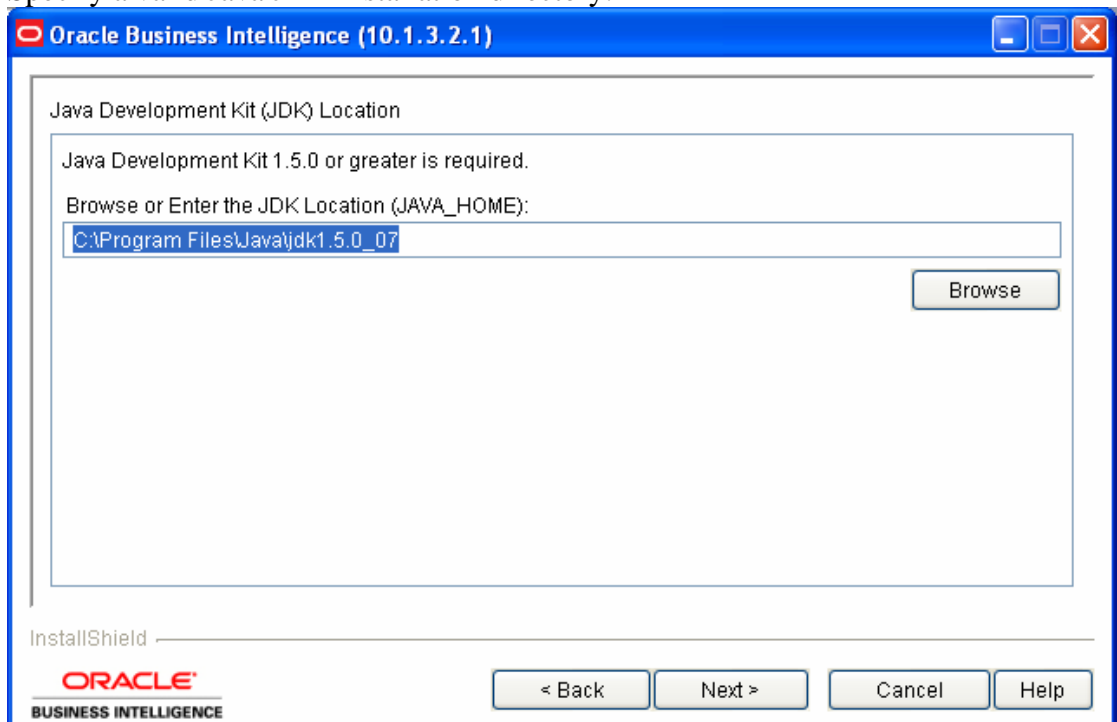 Oracle Business Intelligence (10.1.3.2.1)
Java Development Kit (JDK) Location
Java Development Kit 1.5.0 or greater is required.
Browse or Enter the JDK Location (JAVA_HOME):
C:\Program Files\Java\jdk1.5.0_07
Browse
InstallShield
ORACLE
BUSINESS INTELLIGENCE
< Back Next > Cancel Help